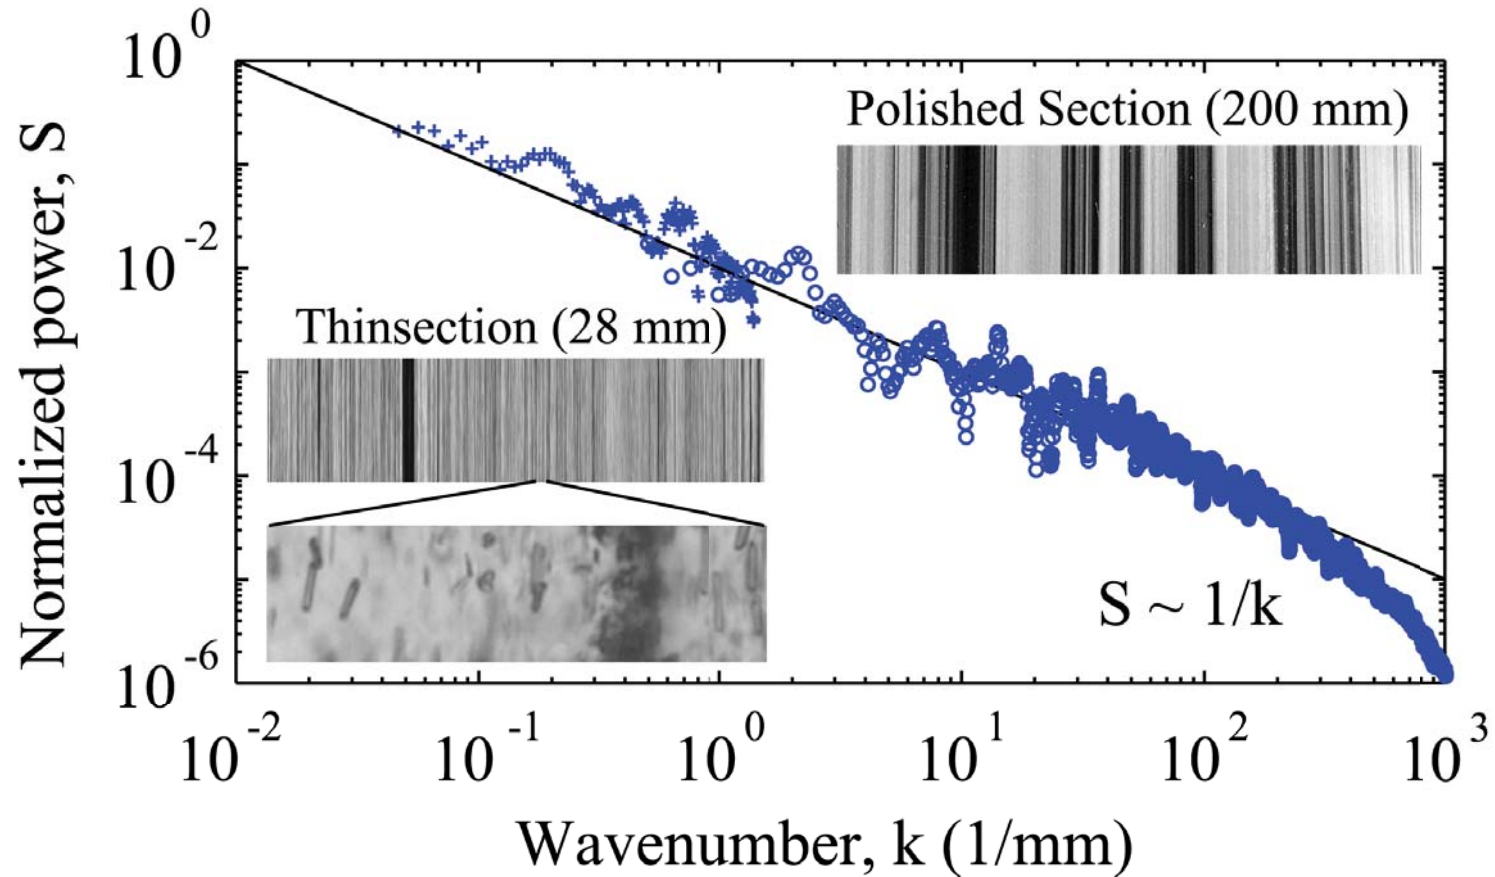 10^0
10^-2
10^-4
10^-6
Normalized power, S
Polished Section (200 mm)
Thinsection (28 mm)
S ~ 1/k
10^-2 10^-1 10^0 10^1 10^2 10^3
Wavenumber, k (1/mm)